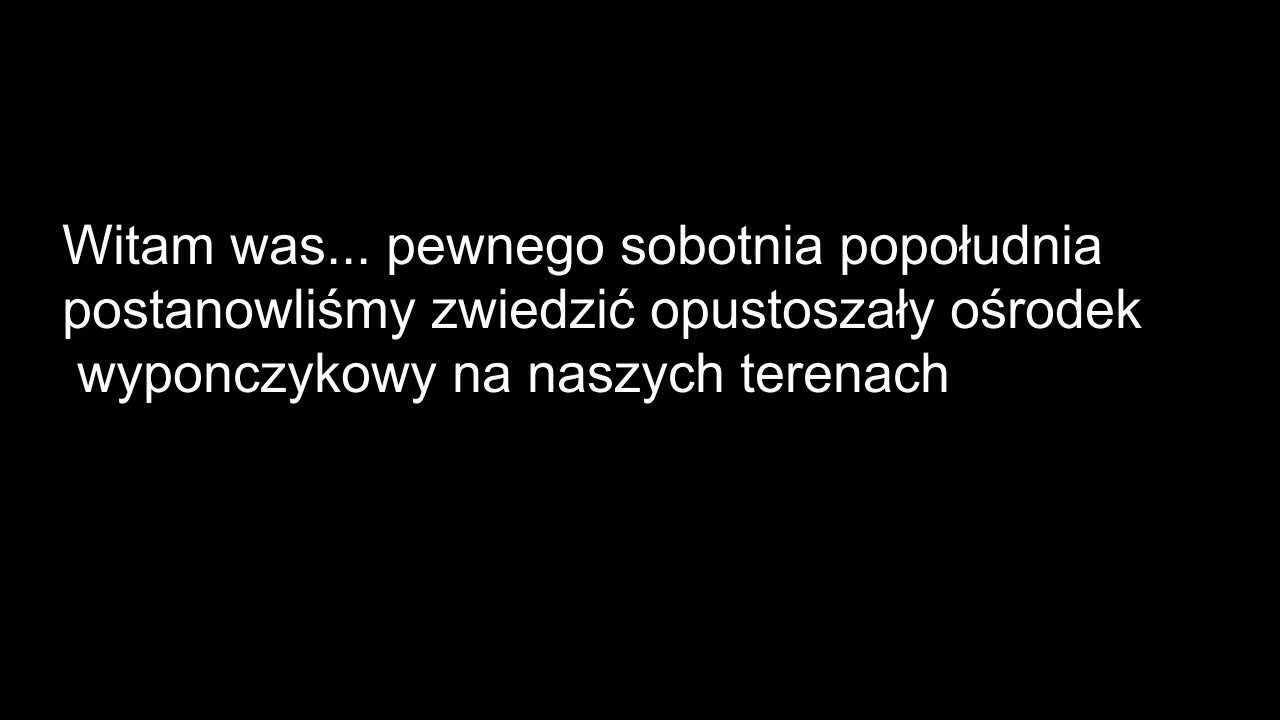 Witam was... pewnego sobotnia popołudnia
postanowliśmy zwiedzić opustoszały ośrodek
wyponczykowy na naszych terenach